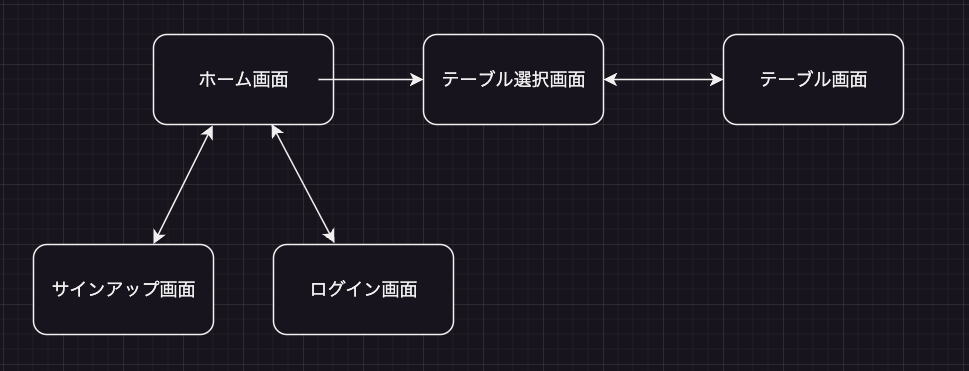 ホーム画面
テーブル選択画面
テーブル画面
サインアップ画面
ログイン画面